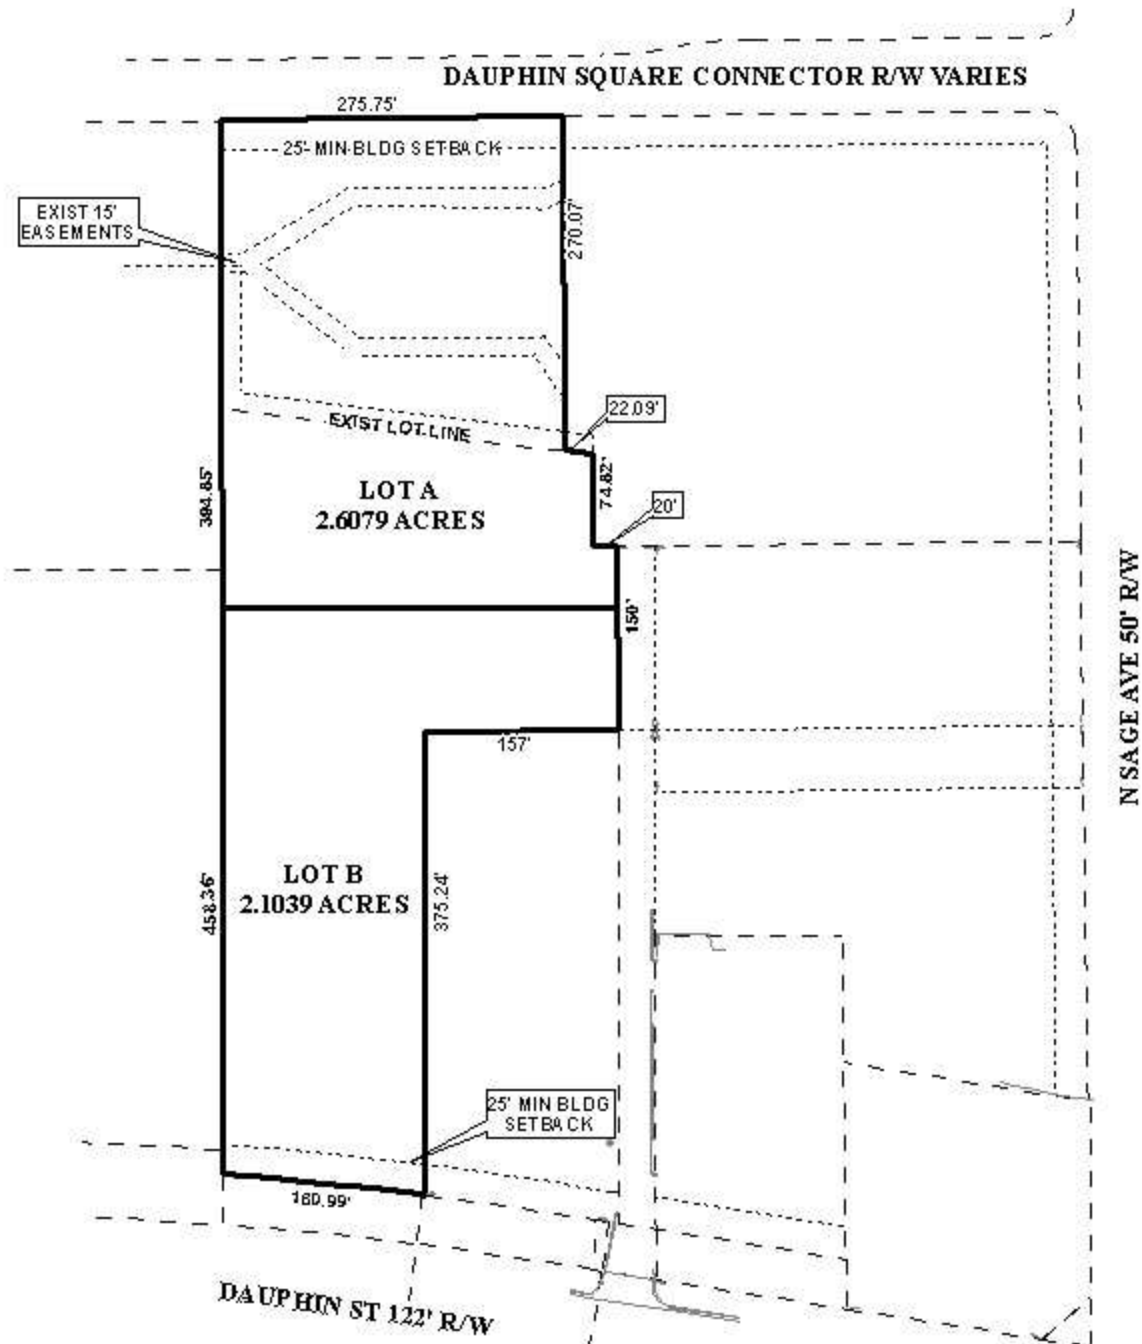 DAUPHIN SQUARE CONNECTOR R/W VARIES
275.75'
25' MIN BLDG SETBACK
EXIST 15'
EASEMENTS
270.07'
22.09'
EXIST LOT LINE
394.85'
LOT A
2.6079 ACRES
74.82'
20'
150'
N SAGE AVE 50' R/W
157'
LOT B
2.1039 ACRES
458.36'
375.24'
25' MIN BLDG
SETBACK
160.99'
DAUPHIN ST 122' R/W